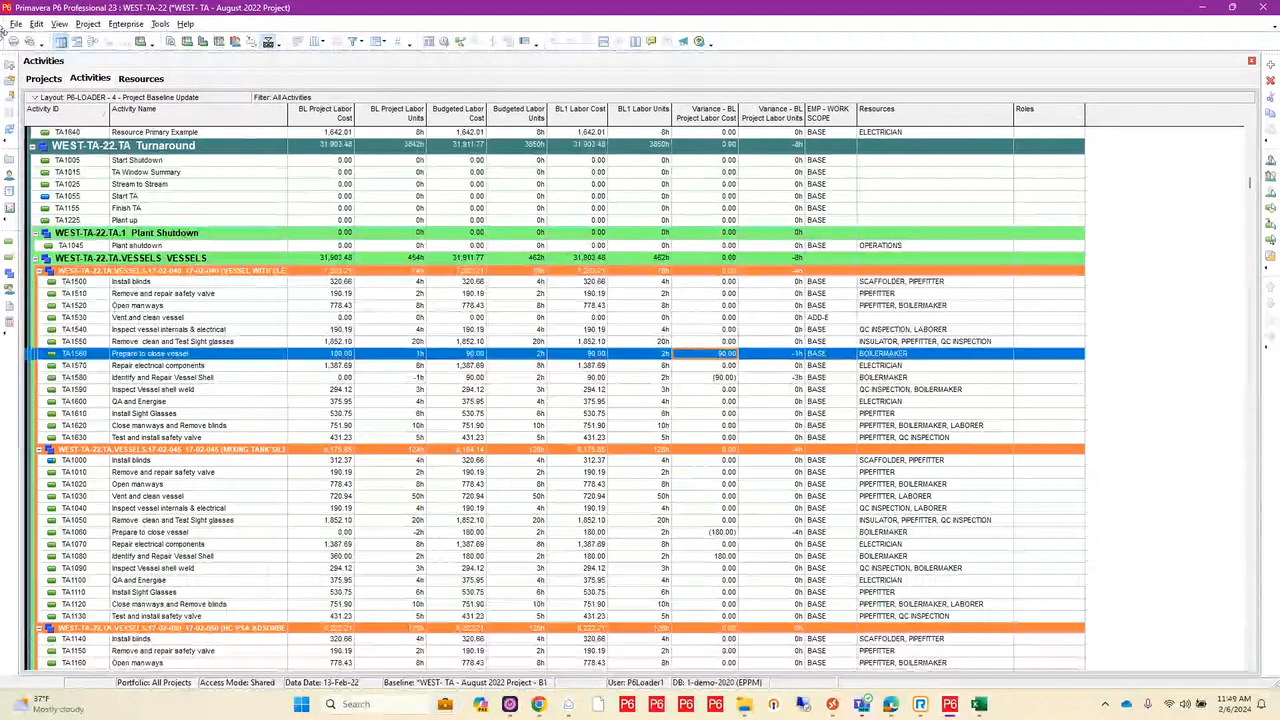 Primavera P6 Professional 23 : WEST-TA-22 (*WEST- TA - August 2022 Project)
File Edit View Project Enterprise Tools Help
Activities
Projects Activities Resources
Layout: P6-LOADER - 4 - Project Baseline Update Filter: All Activities
Activity ID Activity Name BL Project Labor Cost BL Project Labor Units Budgeted Labor Cost Budgeted Labor Units BL1 Labor Cost BL1 Labor Units Variance - BL Project Labor Cost Variance - BL Project Labor Units EMP - WORK SCOPE Resources Roles
TA1640 Resource Primary Example 1,642.01 8h 1,642.01 8h 1,642.01 8h 0.00 0h BASE ELECTRICIAN
WEST-TA-22.TA Turnaround 31,903.48 3842h 31,911.77 3850h 31,903.48 3850h 0.00 -8h
TA1005 Start Shutdown 0.00 0h 0.00 0h 0.00 0h 0.00 0h BASE
TA1015 TA Window Summary 0.00 0h 0.00 0h 0.00 0h 0.00 0h BASE
TA1025 Stream to Stream 0.00 0h 0.00 0h 0.00 0h 0.00 0h BASE
TA1055 Start TA 0.00 0h 0.00 0h 0.00 0h 0.00 0h BASE
TA1155 Finish TA 0.00 0h 0.00 0h 0.00 0h 0.00 0h BASE
TA1225 Plant up 0.00 0h 0.00 0h 0.00 0h 0.00 0h BASE
WEST-TA-22.TA.1 Plant Shutdown 0.00 0h 0.00 0h 0.00 0h 0.00 0h
TA1045 Plant shutdown 0.00 0h 0.00 0h 0.00 0h 0.00 0h BASE OPERATIONS
WEST-TA-22.TA.VESSELS VESSELS 31,903.48 454h 31,911.77 462h 31,903.48 462h 0.00 -8h
WEST-TA-22.TA.VESSELS.17-02-040 17-02-040 (VESSEL WITH
TA1500 Install blinds 320.66 4h 320.66 4h 320.66 4h 0.00 0h BASE SCAFFOLDER, PIPEFITTER
TA1510 Remove and repair safety valve 190.19 2h 190.19 2h 190.19 2h 0.00 0h BASE PIPEFITTER
TA1520 Open manways 778.43 8h 778.43 8h 778.43 8h 0.00 0h BASE PIPEFITTER, BOILERMAKER
TA1530 Vent and clean vessel 0.00 0h 0.00 0h 0.00 0h 0.00 0h ADD-E
TA1540 Inspect vessel internals & electrical 190.19 4h 190.19 4h 190.19 4h 0.00 0h BASE QC INSPECTION, LABORER
TA1550 Remove clean and Test Sight glasses 1,852.10 20h 1,852.10 20h 1,852.10 20h 0.00 0h BASE INSULATOR, PIPEFITTER, QC INSPECTION
TA1560 Prepare to close vessel 180.00 1h 90.00 2h 90.00 2h 90.00 -1h BASE BOILERMAKER
TA1570 Repair electrical components 1,387.69 8h 1,387.69 8h 1,387.69 8h 0.00 0h BASE ELECTRICIAN
TA1580 Identify and Repair Vessel Shell 0.00 -1h 90.00 2h 90.00 2h (90.00) -3h BASE BOILERMAKER
TA1590 Inspect Vessel shell weld 294.12 3h 294.12 3h 294.12 3h 0.00 0h BASE QC INSPECTION, BOILERMAKER
TA1600 QA and Energise 375.95 4h 375.95 4h 375.95 4h 0.00 0h BASE ELECTRICIAN
TA1610 Install Sight Glasses 530.75 6h 530.75 6h 530.75 6h 0.00 0h BASE PIPEFITTER
TA1620 Close manways and Remove blinds 751.90 10h 751.90 10h 751.90 10h 0.00 0h BASE PIPEFITTER, BOILERMAKER, LABORER
TA1630 Test and install safety valve 431.23 5h 431.23 5h 431.23 5h 0.00 0h BASE PIPEFITTER, QC INSPECTION
WEST-TA-22.TA.VESSELS.17-02-045 17-02-045 (MIXING TANK
TA1000 Install blinds 312.37 4h 320.66 4h 312.37 4h 0.00 0h BASE SCAFFOLDER, PIPEFITTER
TA1010 Remove and repair safety valve 190.19 2h 190.19 2h 190.19 2h 0.00 0h BASE PIPEFITTER
TA1020 Open manways 778.43 8h 778.43 8h 778.43 8h 0.00 0h BASE PIPEFITTER, BOILERMAKER
TA1030 Vent and clean vessel 720.94 50h 720.94 50h 720.94 50h 0.00 0h BASE PIPEFITTER, LABORER
TA1040 Inspect vessel internals & electrical 190.19 4h 190.19 4h 190.19 4h 0.00 0h BASE QC INSPECTION, LABORER
TA1050 Remove clean and Test Sight glasses 1,852.10 20h 1,852.10 20h 1,852.10 20h 0.00 0h BASE INSULATOR, PIPEFITTER, QC INSPECTION
TA1060 Prepare to close vessel 0.00 -2h 180.00 2h 180.00 2h (180.00) -4h BASE BOILERMAKER
TA1070 Repair electrical components 1,387.69 8h 1,387.69 8h 1,387.69 8h 0.00 0h BASE ELECTRICIAN
TA1080 Identify and Repair Vessel Shell 360.00 2h 180.00 2h 180.00 2h 180.00 0h BASE BOILERMAKER
TA1090 Inspect Vessel shell weld 294.12 3h 294.12 3h 294.12 3h 0.00 0h BASE QC INSPECTION, BOILERMAKER
TA1100 QA and Energise 375.95 4h 375.95 4h 375.95 4h 0.00 0h BASE ELECTRICIAN
TA1110 Install Sight Glasses 530.75 6h 530.75 6h 530.75 6h 0.00 0h BASE PIPEFITTER
TA1120 Close manways and Remove blinds 751.90 10h 751.90 10h 751.90 10h 0.00 0h BASE PIPEFITTER, BOILERMAKER, LABORER
TA1130 Test and install safety valve 431.23 5h 431.23 5h 431.23 5h 0.00 0h BASE PIPEFITTER, QC INSPECTION
TA1140 Install blinds 320.66 4h 320.66 4h 320.66 4h 0.00 0h BASE SCAFFOLDER, PIPEFITTER
TA1150 Remove and repair safety valve 190.19 2h 190.19 2h 190.19 2h 0.00 0h BASE PIPEFITTER
TA1160 Open manways 778.43 8h 778.43 8h 778.43 8h 0.00 0h BASE PIPEFITTER, BOILERMAKER
Portfolio: All Projects Access Mode: Shared Data Date: 13-Feb-22 Baseline: *WEST- TA - August 2022 Project - B1 User: P6Loader1 DB: 1-demo-2020 (EPPM)
37°F
Mostly cloudy
Search
11:49 AM
2/6/2024